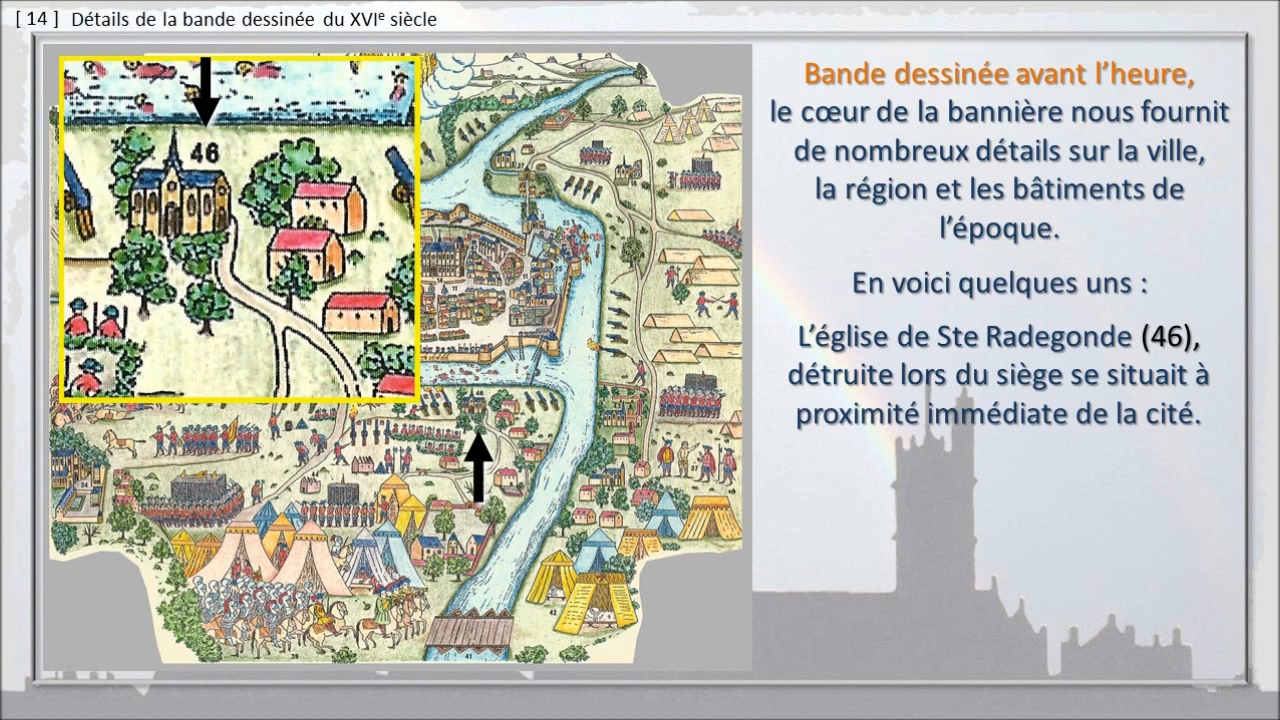 [ 14 ] Détails de la bande dessinée du XVIe siècle
46
Bande dessinée avant l’heure,
le cœur de la bannière nous fournit
de nombreux détails sur la ville,
la région et les bâtiments de
l’époque.
En voici quelques uns :
L’église de Ste Radegonde (46),
détruite lors du siège se situait à
proximité immédiate de la cité.
42
41